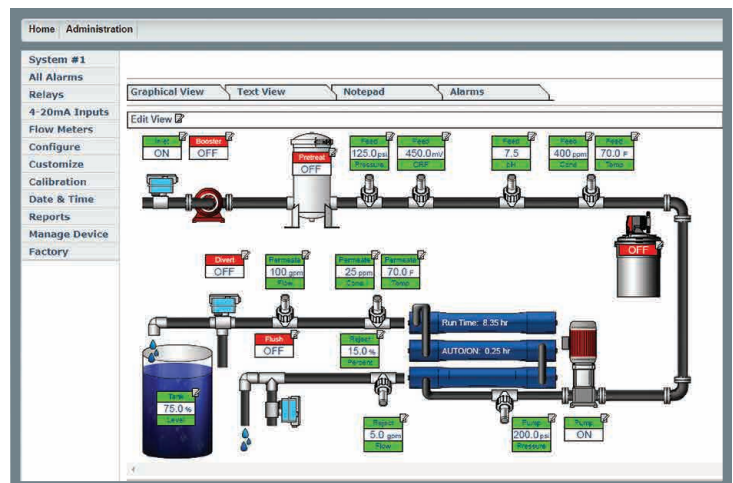 Home Administration
System #1
All Alarms
Relays
4-20mA Inputs
Flow Meters
Configure
Customize
Calibration
Date & Time
Reports
Manage Device
Factory
Graphical View Text View Notepad Alarms
Edit View
Inlet
ON
Booster
OFF
Pretreat
OFF
Feed
125.0 psi
Pressure
Feed
450.0 mV
ORP
Feed
7.5
pH
Feed
400 ppm
Cond
Feed
70.0 F
Temp
OFF
Divert
OFF
Permeate
100 gpm
Flow
Permeate
25 ppm
Cond
Permeate
70.0 F
Temp
Run Time: 8.35 hr
AUTO/ON: 0.25 hr
Flush
OFF
Reject
15.0 %
Percent
Tank
75.0 %
Level
Reject
5.0 gpm
Flow
Pump
200.0 psi
Pressure
Pump
ON